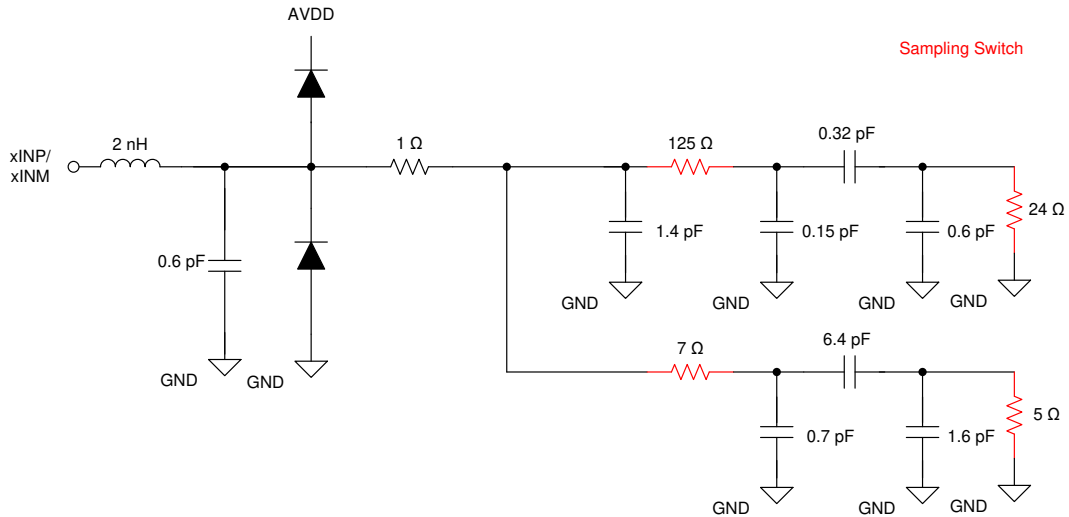 AVDD
Sampling Switch
xINP/
xINM
2 nH
1 Ω
125 Ω
0.32 pF
24 Ω
0.6 pF
1.4 pF
0.15 pF
0.6 pF
GND
GND
GND
GND
6.4 pF
7 Ω
GND
GND
0.7 pF
1.6 pF
5 Ω
GND
GND
GND